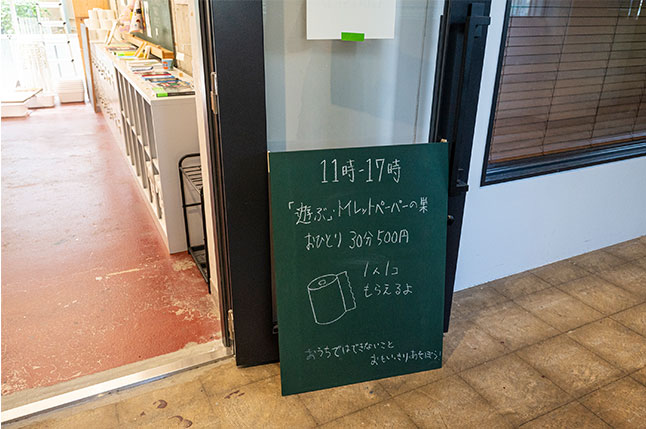 11時-17時
「遊ぶ」トイレットペーパーの巣
おひとり 30分500円
1人1コ
もらえるよ
おうちではできないこと
おもいっきりあそぼう!